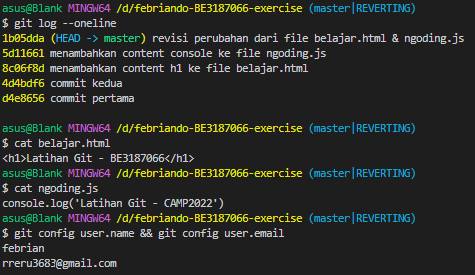 asus@Blank MINGW64 /d/febriando-BE3187066-exercise (master|REVERTING)
$ git log --oneline
1b05dda (HEAD -> master) revisi perubahan dari file belajar.html & ngoding.js
5d11661 menambahkan content console ke file ngoding.js
8c06f8d menambahkan content h1 ke file belajar.html
4d4bdf6 commit kedua
d4e8656 commit pertama
asus@Blank MINGW64 /d/febriando-BE3187066-exercise (master|REVERTING)
$ cat belajar.html
<h1>Latihan Git - BE3187066</h1>
asus@Blank MINGW64 /d/febriando-BE3187066-exercise (master|REVERTING)
$ cat ngoding.js
console.log('Latihan Git - CAMP2022')
asus@Blank MINGW64 /d/febriando-BE3187066-exercise (master|REVERTING)
$ git config user.name && git config user.email
febrian
rreru3683@gmail.com